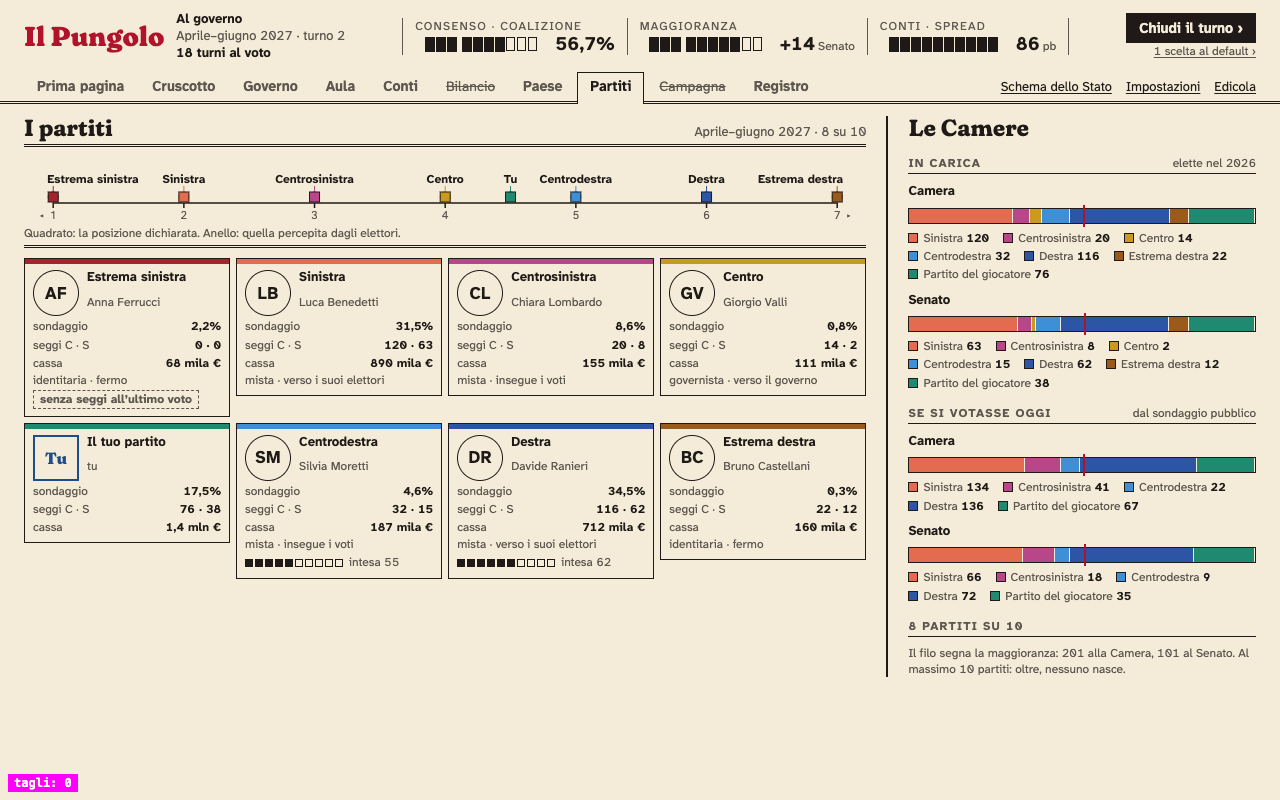 Il Pungolo
Al governo
Aprile–giugno 2027 · turno 2
18 turni al voto
CONSENSO · COALIZIONE
56,7%
MAGGIORANZA
+14 Senato
CONTI · SPREAD
86 pb
Chiudi il turno ›
1 scelta al default ›
Prima pagina Cruscotto Governo Aula Conti Bilancio Paese Partiti Campagna Registro
Schema dello Stato Impostazioni Edicola
I partiti
Aprile–giugno 2027 · 8 su 10
Estrema sinistra Sinistra Centrosinistra Centro Tu Centrodestra Destra Estrema destra
◂ 1 2 3 4 5 6 7 ▸
Quadrato: la posizione dichiarata. Anello: quella percepita dagli elettori.
AF
Estrema sinistra
Anna Ferrucci
sondaggio 2,2%
seggi C · S 0 · 0
cassa 68 mila €
identitaria · fermo
senza seggi all'ultimo voto
LB
Sinistra
Luca Benedetti
sondaggio 31,5%
seggi C · S 120 · 63
cassa 890 mila €
mista · verso i suoi elettori
CL
Centrosinistra
Chiara Lombardo
sondaggio 8,6%
seggi C · S 20 · 8
cassa 155 mila €
mista · insegue i voti
GV
Centro
Giorgio Valli
sondaggio 0,8%
seggi C · S 14 · 2
cassa 111 mila €
governista · verso il governo
Tu
Il tuo partito
tu
sondaggio 17,5%
seggi C · S 76 · 38
cassa 1,4 mln €
SM
Centrodestra
Silvia Moretti
sondaggio 4,6%
seggi C · S 32 · 15
cassa 187 mila €
mista · insegue i voti
intesa 55
DR
Destra
Davide Ranieri
sondaggio 34,5%
seggi C · S 116 · 62
cassa 712 mila €
mista · verso i suoi elettori
intesa 62
BC
Estrema destra
Bruno Castellani
sondaggio 0,3%
seggi C · S 22 · 12
cassa 160 mila €
identitaria · fermo
Le Camere
IN CARICA elette nel 2026
Camera
Sinistra 120 Centrosinistra 20 Centro 14
Centrodestra 32 Destra 116 Estrema destra 22
Partito del giocatore 76
Senato
Sinistra 63 Centrosinistra 8 Centro 2
Centrodestra 15 Destra 62 Estrema destra 12
Partito del giocatore 38
SE SI VOTASSE OGGI dal sondaggio pubblico
Camera
Sinistra 134 Centrosinistra 41 Centrodestra 22
Destra 136 Partito del giocatore 67
Senato
Sinistra 66 Centrosinistra 18 Centrodestra 9
Destra 72 Partito del giocatore 35
8 PARTITI SU 10
Il filo segna la maggioranza: 201 alla Camera, 101 al Senato. Al
massimo 10 partiti: oltre, nessuno nasce.
tagli: 0